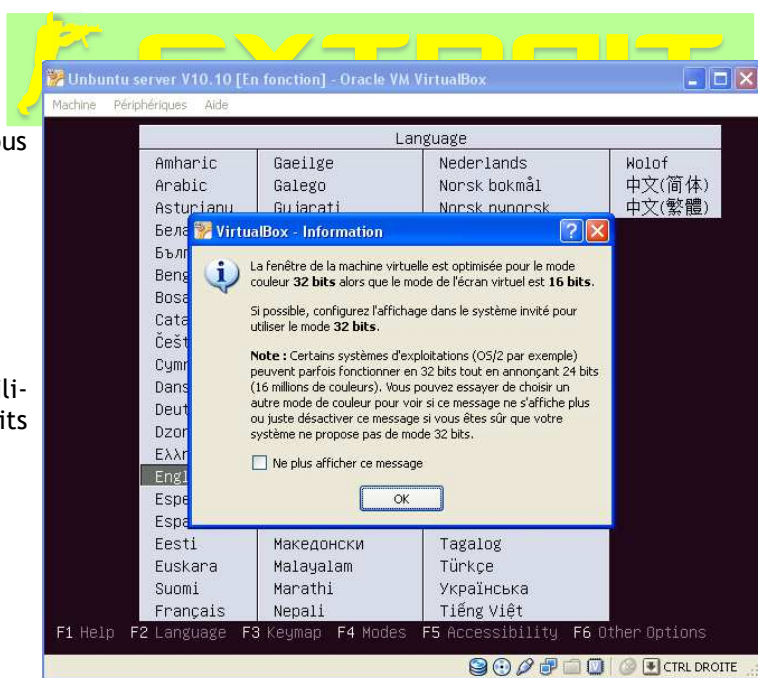 EXTRAIT
Unbuntu server V10.10 [En fonction] - Oracle VM VirtualBox
Machine Périphériques Aide
Language
Amharic Gaeilge Nederlands Wolof
Arabic Galego Norsk bokmål 中文(简体)
Asturianu Gujarati Norsk nynorsk 中文(繁體)
VirtualBox - Information
La fenêtre de la machine virtuelle est optimisée pour le mode
couleur 32 bits alors que le mode de l'écran virtuel est 16 bits.
Si possible, configurez l'affichage dans le système invité pour
utiliser le mode 32 bits.
Note : Certains systèmes d'exploitations (OS/2 par exemple)
peuvent parfois fonctionner en 32 bits tout en annonçant 24 bits
(16 millions de couleurs). Vous pouvez essayer de choisir un
autre mode de couleur pour voir si ce message ne s'affiche plus
ou juste désactiver ce message si vous êtes sûr que votre
système ne propose pas de mode 32 bits.
Ne plus afficher ce message
OK
Eesti Македонски Tagalog
Euskara Malayalam Türkçe
Suomi Marathi Українська
Français Nepali Tiếng Việt
F1 Help F2 Language F3 Keymap F4 Modes F5 Accessibility F6 Other Options
CTRL DROITE